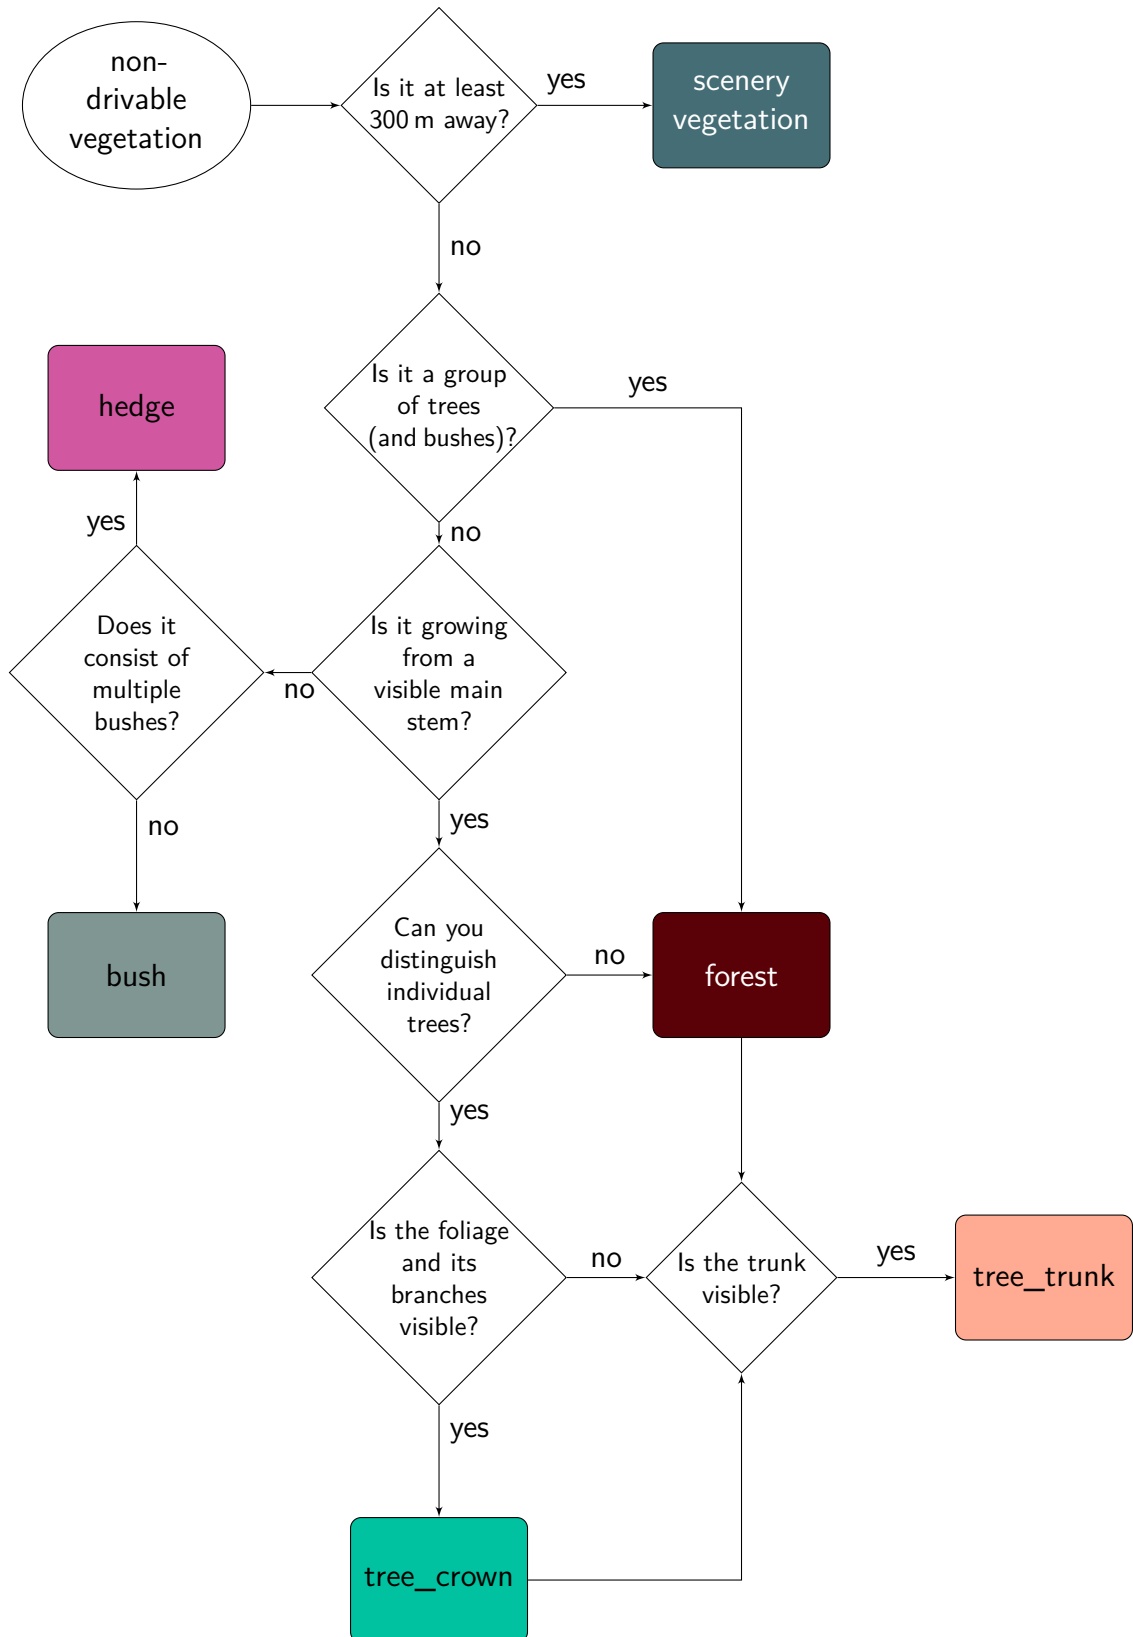 non-
drivable
vegetation
Is it at least
300 m away?
yes
scenery
vegetation
no
Is it a group
of trees
(and bushes)?
yes
hedge
no
yes
Does it
consist of
multiple
bushes?
no
Is it growing
from a
visible main
stem?
no
yes
bush
Can you
distinguish
individual
trees?
no
forest
yes
Is the foliage
and its
branches
visible?
no
Is the trunk
visible?
yes
tree_trunk
yes
tree_crown